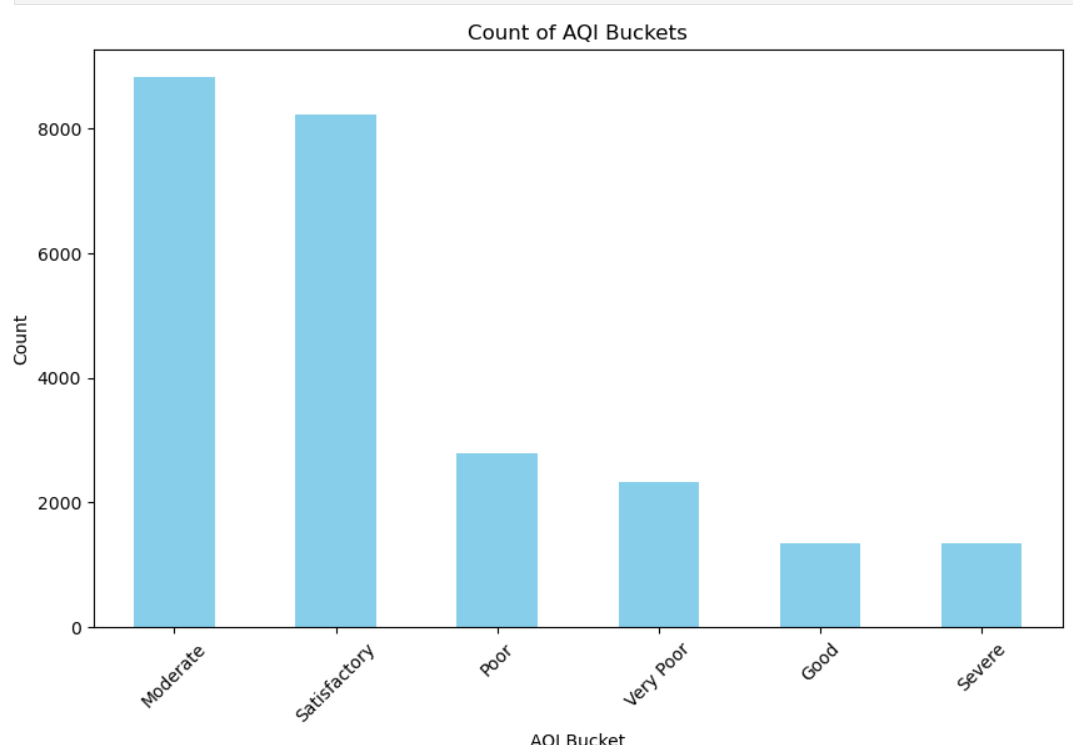 Count of AQI Buckets
8000
6000
4000
2000
0
Count
Moderate
Satisfactory
Poor
Very Poor
Good
Severe
AQI Bucket